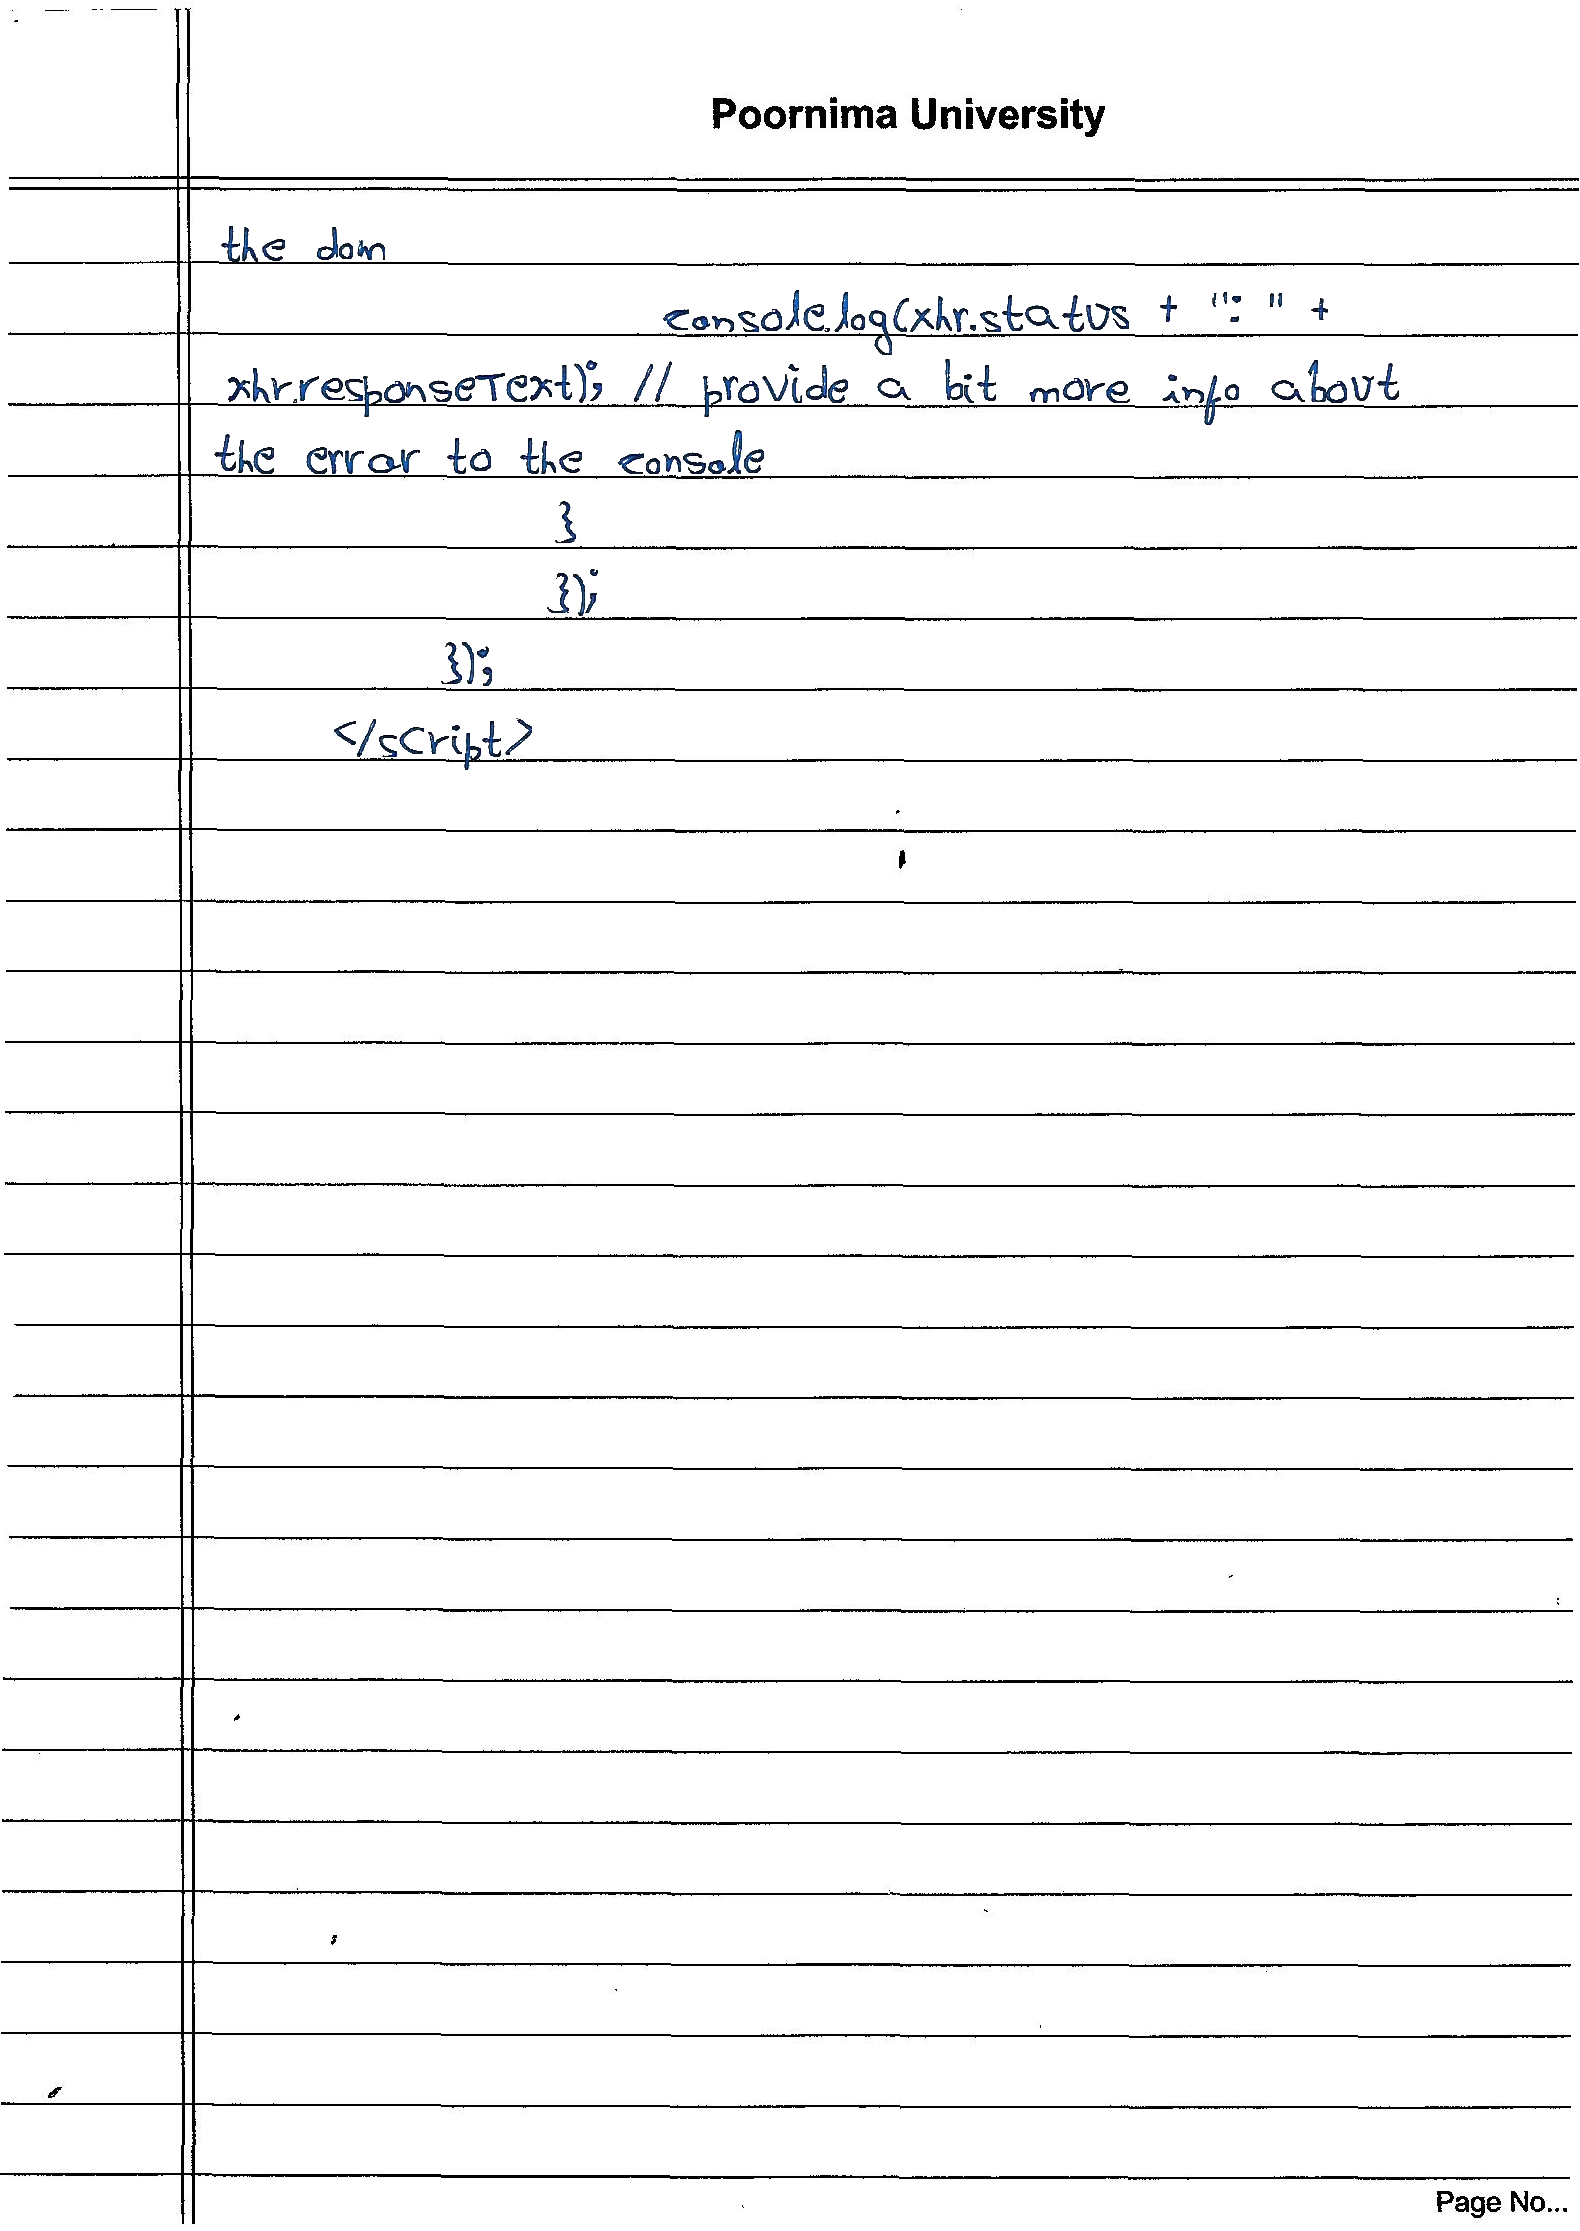 Poornima University
the dom
console.log(xhr.status + ": " +
xhr.responseText); // provide a bit more info about
the error to the console
}
});
});
</script>
Page No...